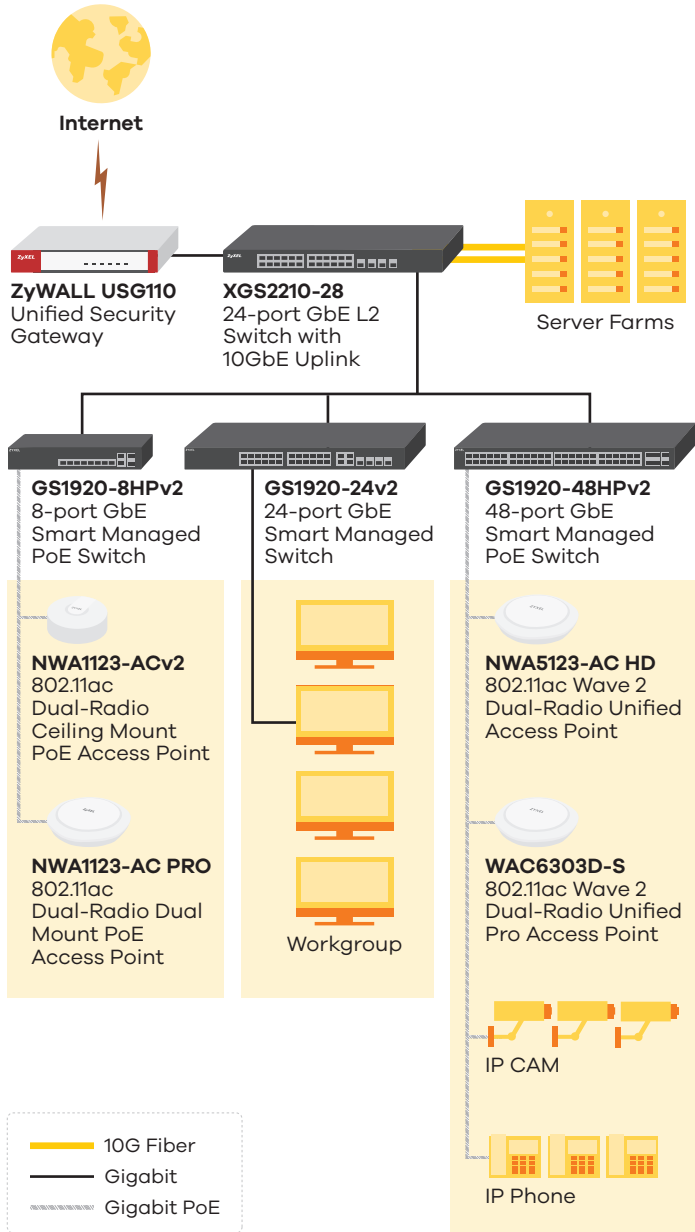 Internet
ZyXEL
ZyXEL
ZyWALL USG110
Unified Security
Gateway
XGS2210-28
24-port GbE L2
Switch with
10GbE Uplink
Server Farms
GS1920-8HPv2
8-port GbE
Smart Managed
PoE Switch
GS1920-24v2
24-port GbE
Smart Managed
Switch
GS1920-48HPv2
48-port GbE
Smart Managed
PoE Switch
NWA1123-ACv2
802.11ac
Dual-Radio
Ceiling Mount
PoE Access Point
NWA1123-AC PRO
802.11ac
Dual-Radio Dual
Mount PoE
Access Point
Workgroup
NWA5123-AC HD
802.11ac Wave 2
Dual-Radio Unified
Access Point
WAC6303D-S
802.11ac Wave 2
Dual-Radio Unified
Pro Access Point
IP CAM
IP Phone
10G Fiber
Gigabit
Gigabit PoE